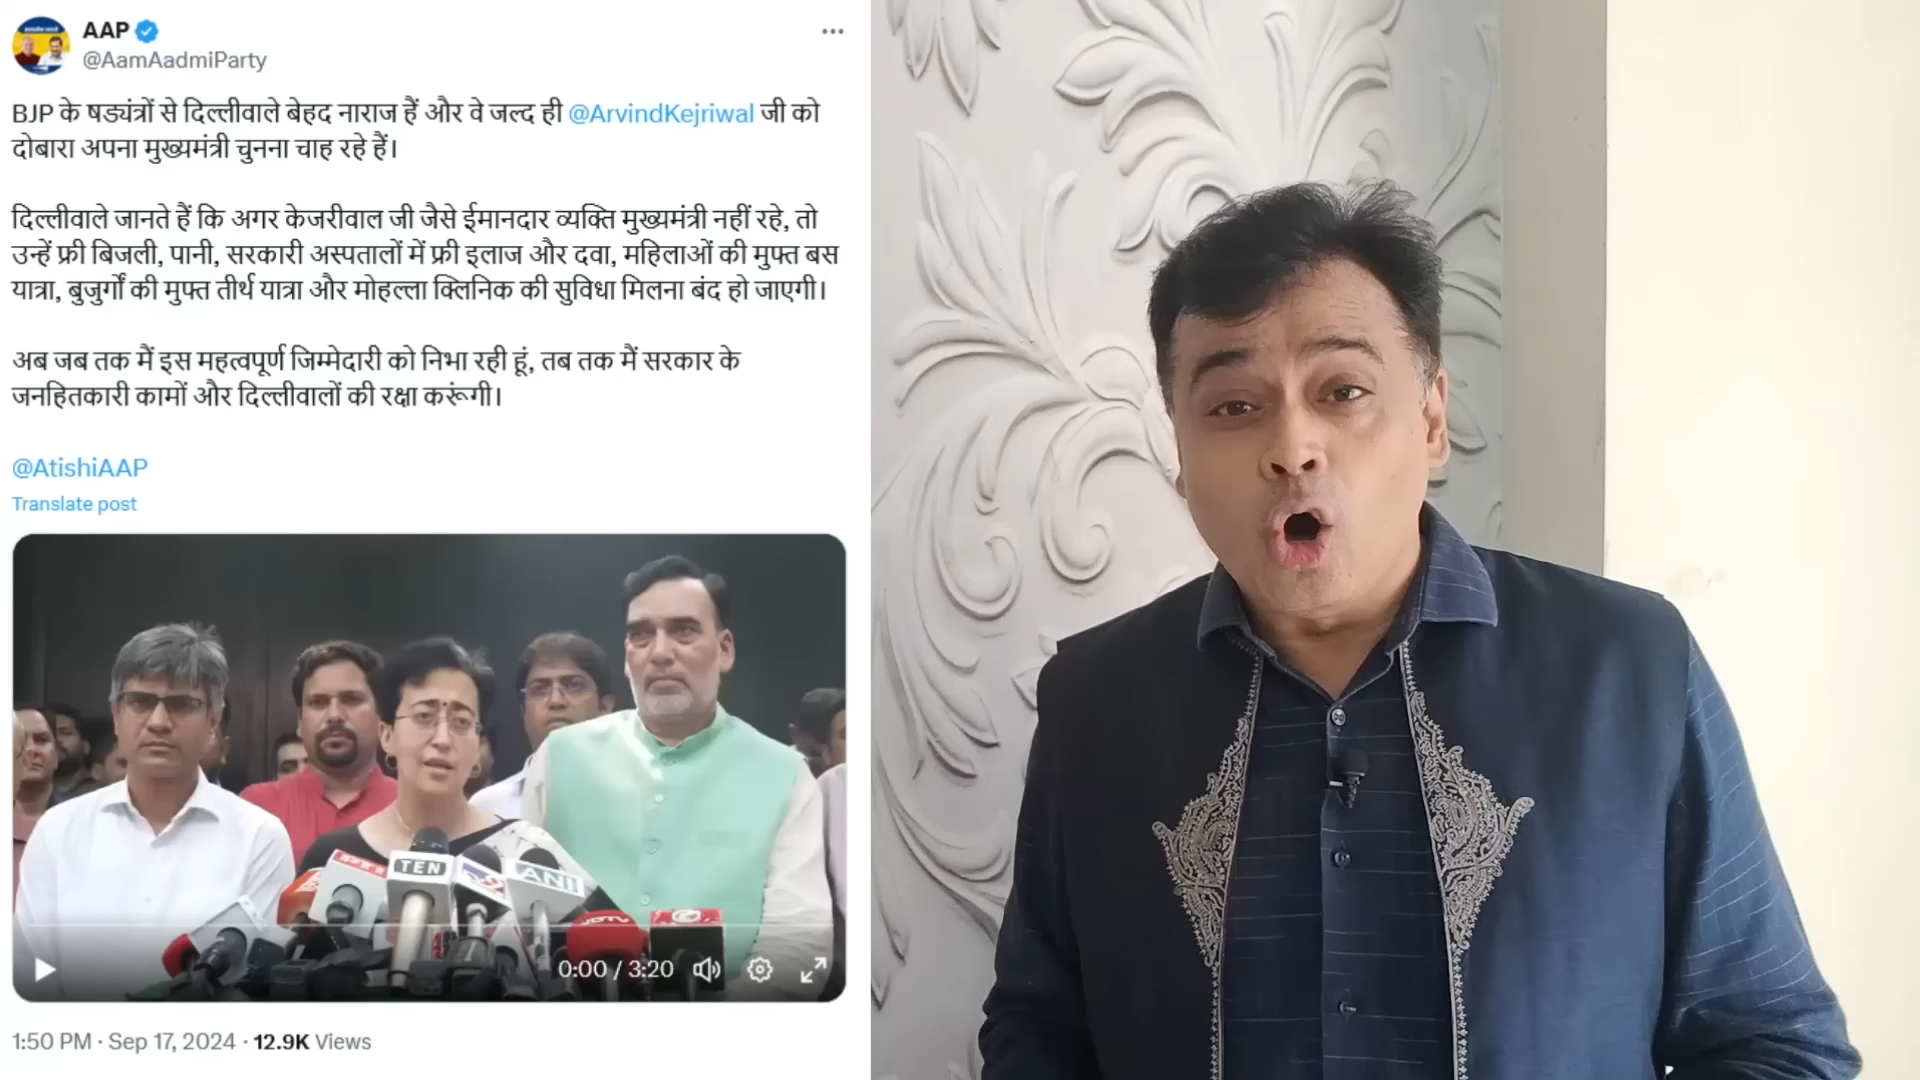 AAP
@AamAadmiParty
BJP के षड्यंत्रों से दिल्लीवाले बेहद नाराज हैं और वे जल्द ही @ArvindKejriwal जी को
दोबारा अपना मुख्यमंत्री चुनना चाह रहे हैं।
दिल्लीवाले जानते हैं कि अगर केजरीवाल जी जैसे ईमानदार व्यक्ति मुख्यमंत्री नहीं रहे, तो
उन्हें फ्री बिजली, पानी, सरकारी अस्पतालों में फ्री इलाज और दवा, महिलाओं की मुफ्त बस
यात्रा, बुजुर्गों की मुफ्त तीर्थ यात्रा और मोहल्ला क्लिनिक की सुविधा मिलना बंद हो जाएगी।
अब जब तक मैं इस महत्वपूर्ण जिम्मेदारी को निभा रही हूं, तब तक मैं सरकार के
जनहितकारी कामों और दिल्लीवालों की रक्षा करूंगी।
@AtishiAAP
Translate post
PTI
TEN
ANI
NDTV
0:00 / 3:20
1:50 PM · Sep 17, 2024 · 12.9K Views